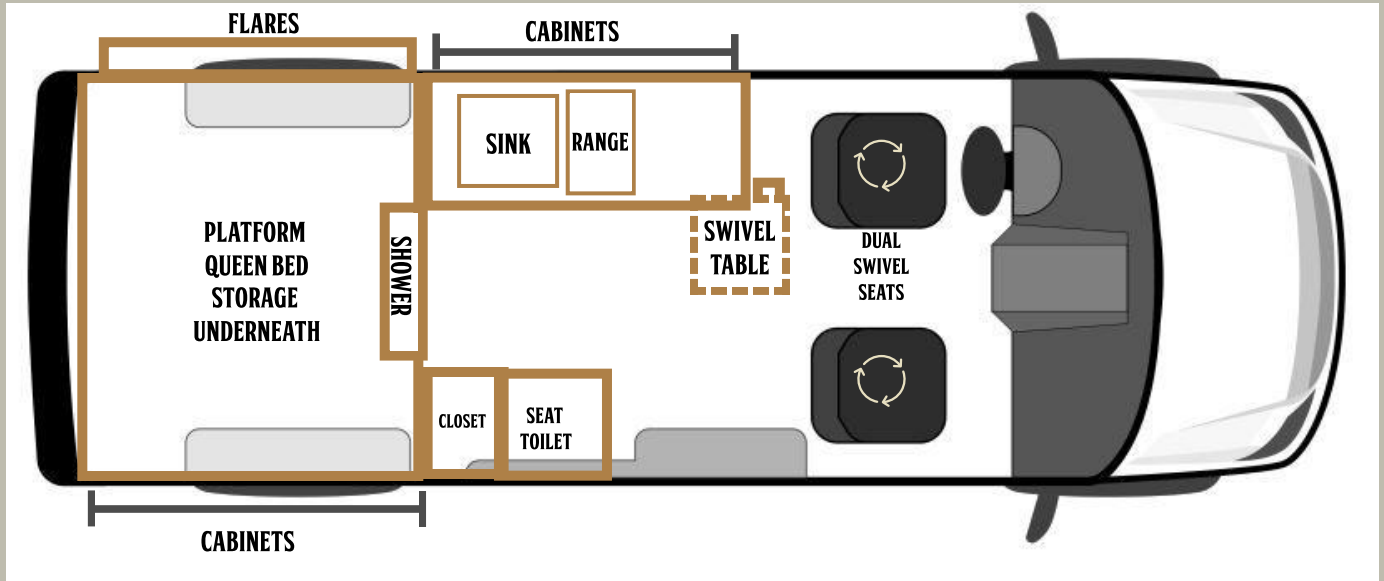 FLARES
CABINETS
SINK
RANGE
PLATFORM
QUEEN BED
STORAGE
UNDERNEATH
SHOWER
SWIVEL
TABLE
DUAL
SWIVEL
SEATS
CLOSET
SEAT
TOILET
CABINETS